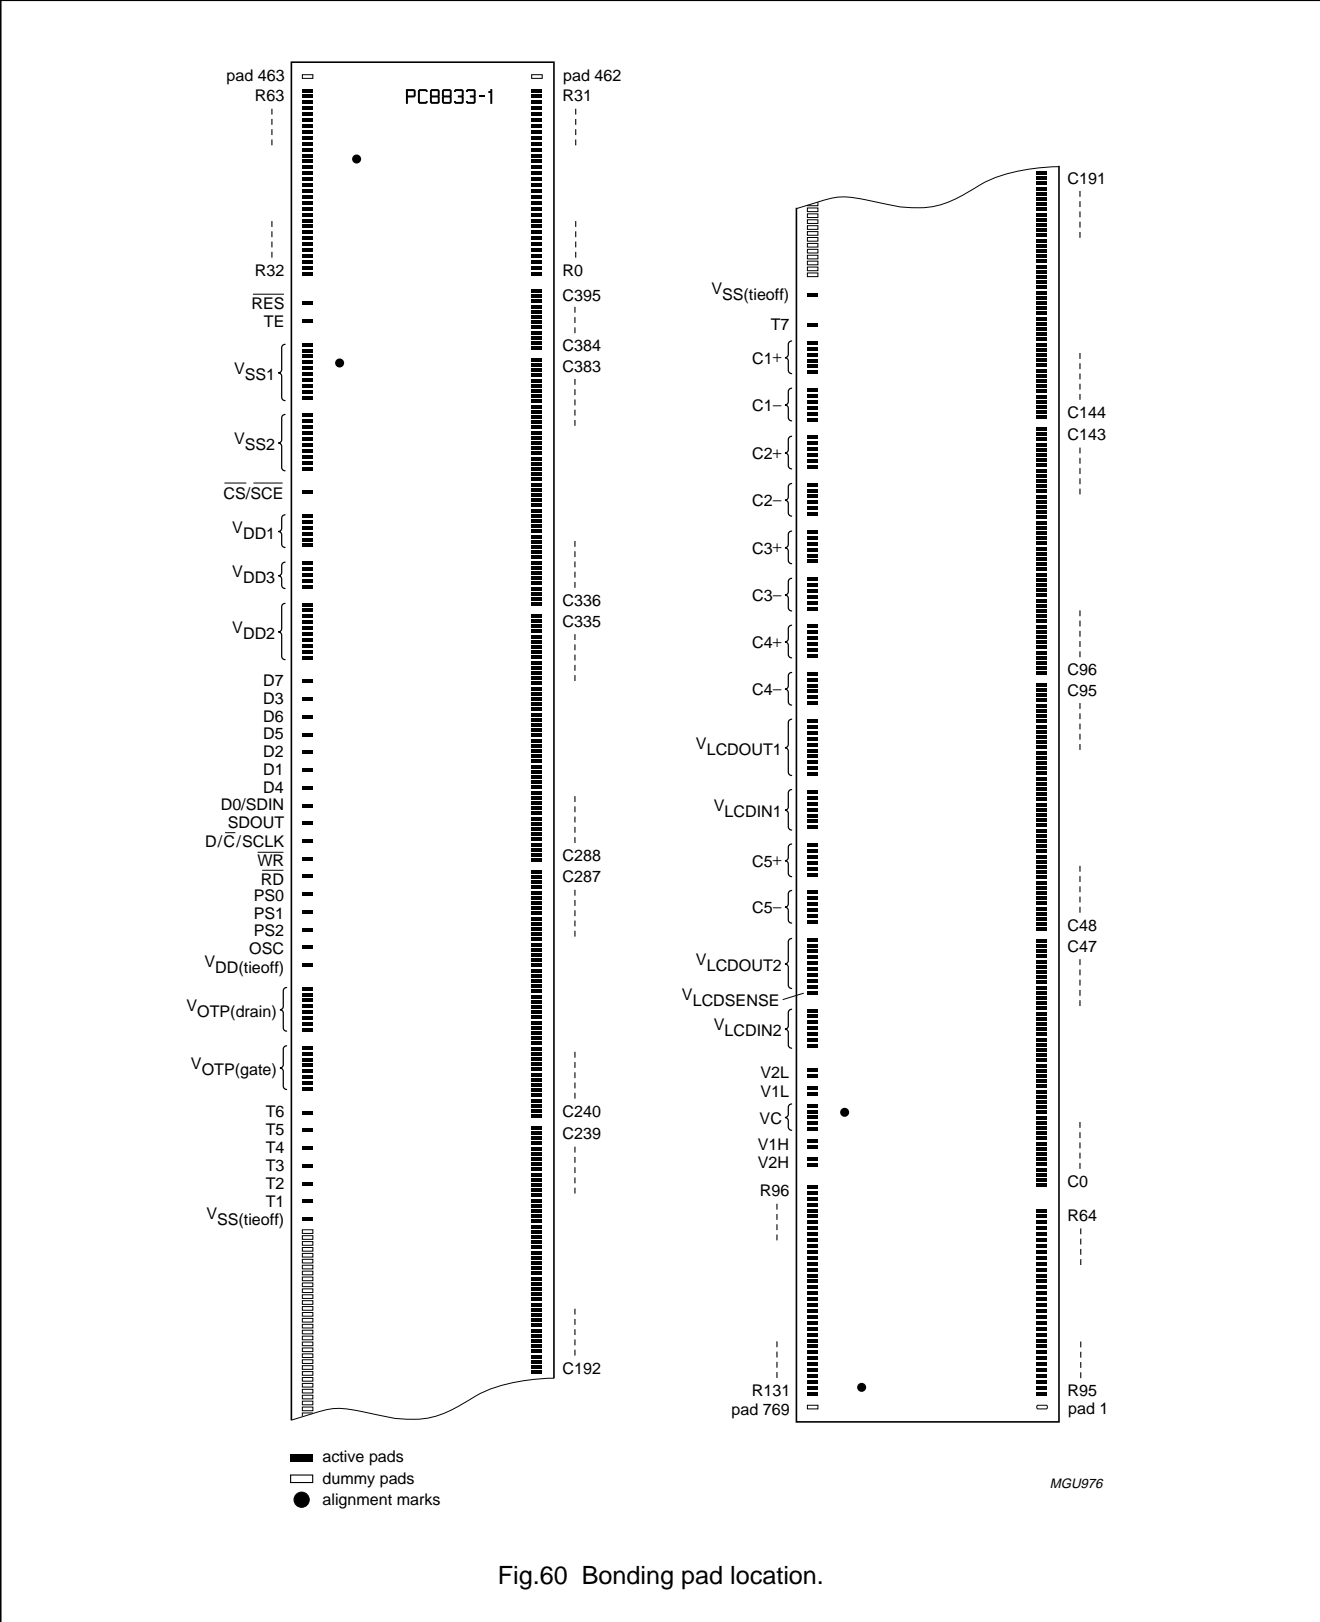 pad 463
R63
R32
RES
TE
VSS1
VSS2
CS/SCE
VDD1
VDD3
VDD2
D7
D3
D6
D5
D2
D1
D4
D0/SDIN
SDOUT
D/C/SCLK
WR
RD
PS0
PS1
PS2
OSC
VDD(tieoff)
VOTP(drain)
VOTP(gate)
T6
T5
T4
T3
T2
T1
VSS(tieoff)
PC8833-1
pad 462
R31
R0
C395
C384
C383
C336
C335
C288
C287
C240
C239
C192
VSS(tieoff)
T7
C1+
C1−
C2+
C2−
C3+
C3−
C4+
C4−
VLCDOUT1
VLCDIN1
C5+
C5−
VLCDOUT2
VLCDSENSE
VLCDIN2
V2L
V1L
VC
V1H
V2H
R96
R131
pad 769
C191
C144
C143
C96
C95
C48
C47
C0
R64
R95
pad 1
active pads
dummy pads
alignment marks
MGU976
Fig.60 Bonding pad location.